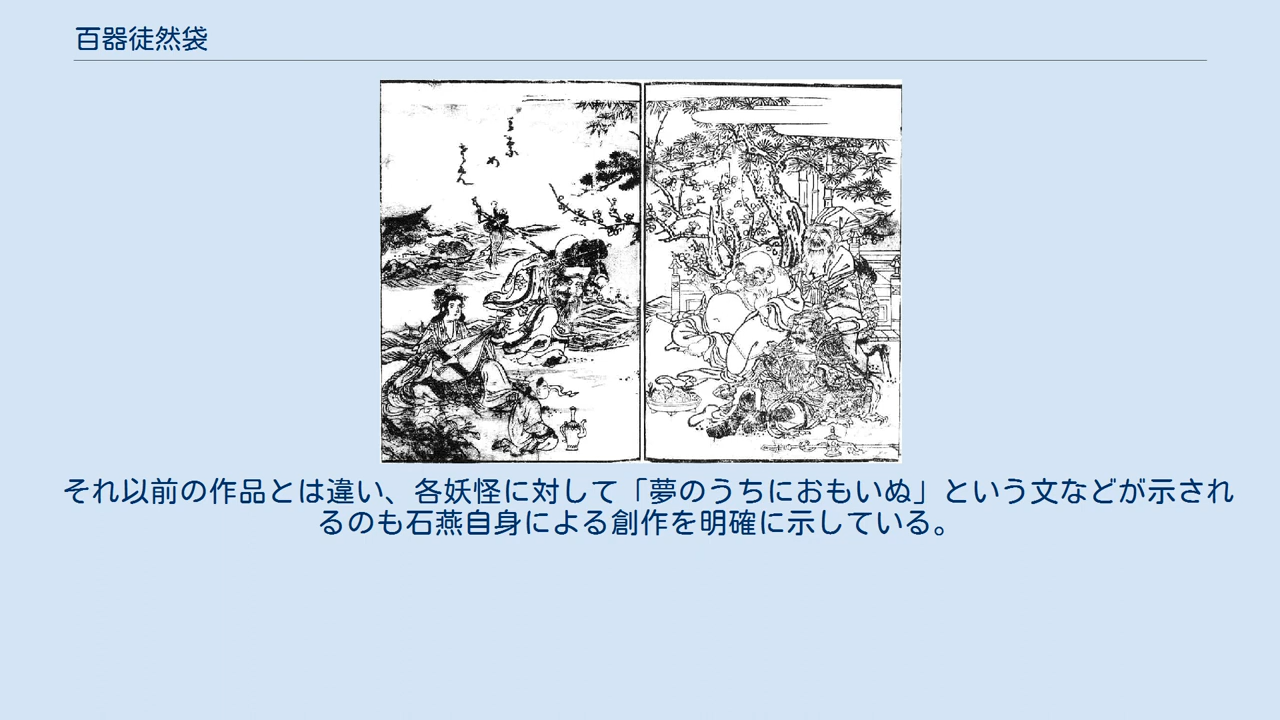 百器徒然袋
それ以前の作品とは違い、各妖怪に対して「夢のうちにおもいぬ」という文などが示され
るのも石燕自身による創作を明確に示している。